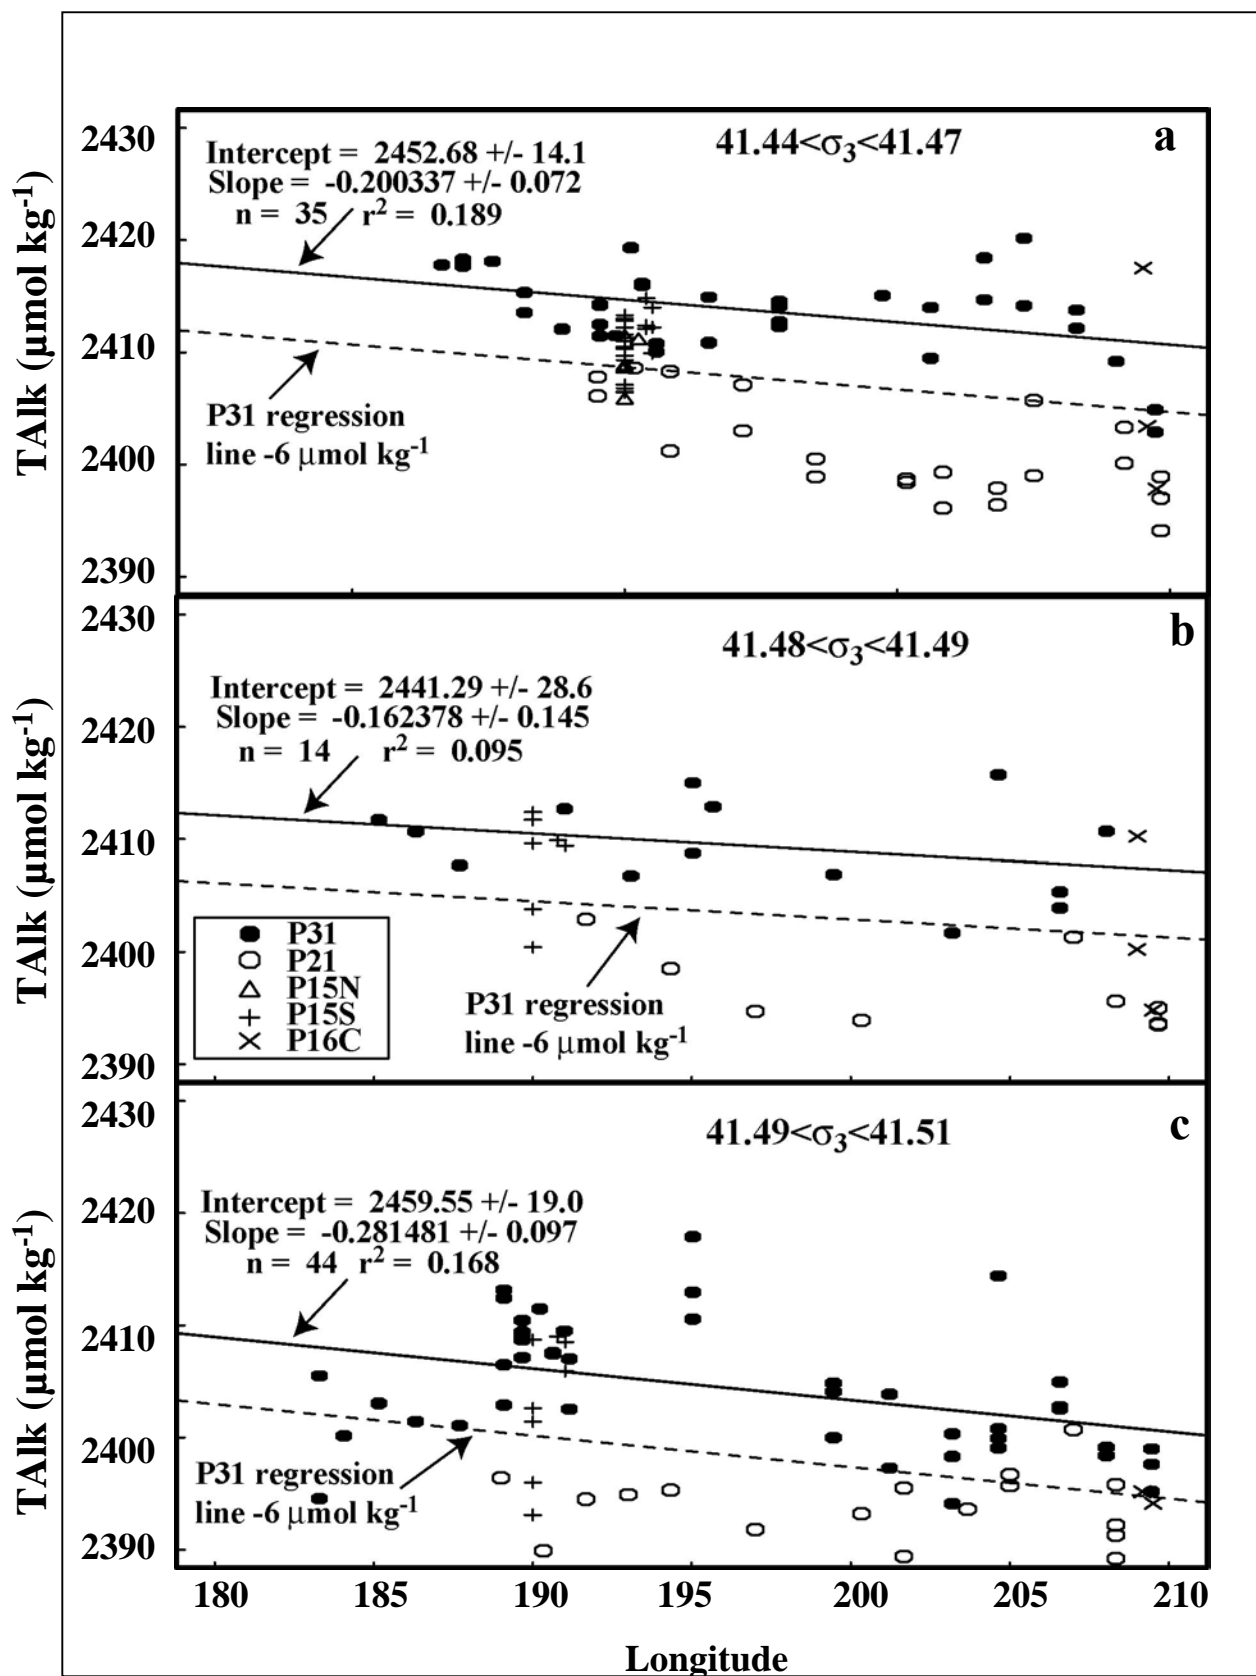 a
41.44<σ3<41.47
Intercept = 2452.68 +/- 14.1
Slope = -0.200337 +/- 0.072
n = 35 r2 = 0.189
P31 regression
line -6 μmol kg-1
TAlk (μmol kg-1)
2430
2420
2410
2400
2390
b
41.48<σ3<41.49
Intercept = 2441.29 +/- 28.6
Slope = -0.162378 +/- 0.145
n = 14 r2 = 0.095
P31
P21
P15N
P15S
P16C
P31 regression
line -6 μmol kg-1
TAlk (μmol kg-1)
2430
2420
2410
2400
2390
c
41.49<σ3<41.51
Intercept = 2459.55 +/- 19.0
Slope = -0.281481 +/- 0.097
n = 44 r2 = 0.168
P31 regression
line -6 μmol kg-1
TAlk (μmol kg-1)
2430
2420
2410
2400
2390
180 185 190 195 200 205 210
Longitude